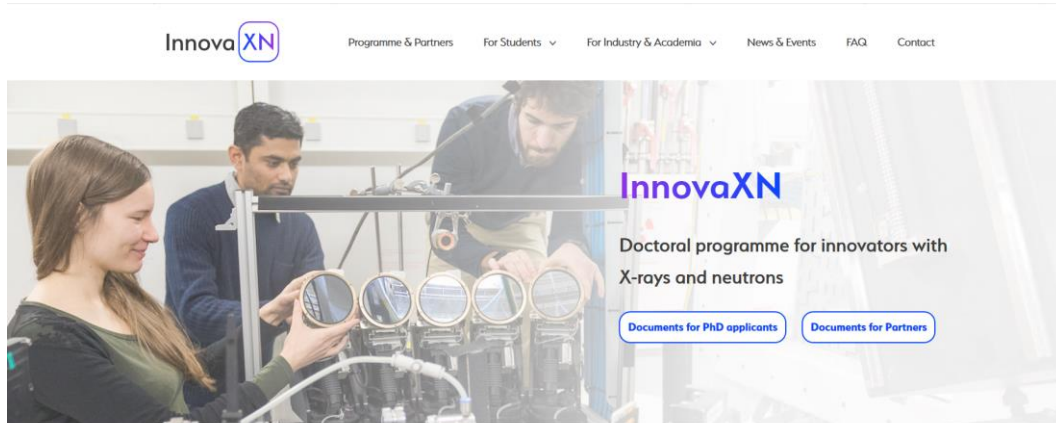 InnovaXN
Programme & Partners For Students For Industry & Academia News & Events FAQ Contact
InnovaXN
Doctoral programme for innovators with
X-rays and neutrons
Documents for PhD applicants Documents for Partners